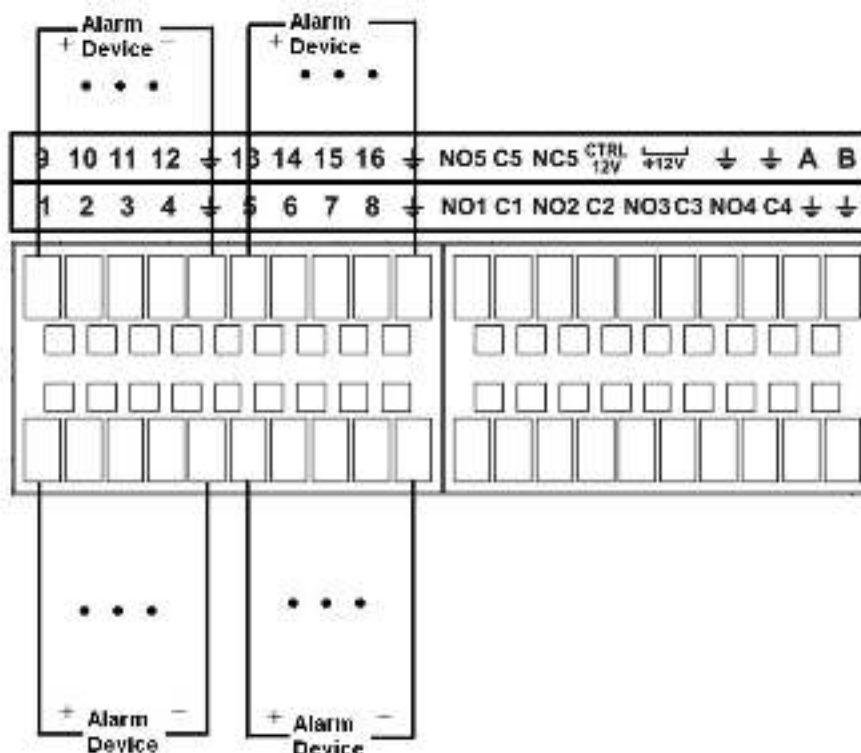 Alarm
+ Device −
Alarm
+ Device
9 10 11 12 ⏚ 13 14 15 16 ⏚ NO5 C5 NC5 CTRL 12V +12V ⏚ ⏚ A B
1 2 3 4 ⏚ 5 6 7 8 ⏚ NO1 C1 NO2 C2 NO3 C3 NO4 C4 ⏚ ⏚
+ Alarm −
Device
+ Alarm −
Device